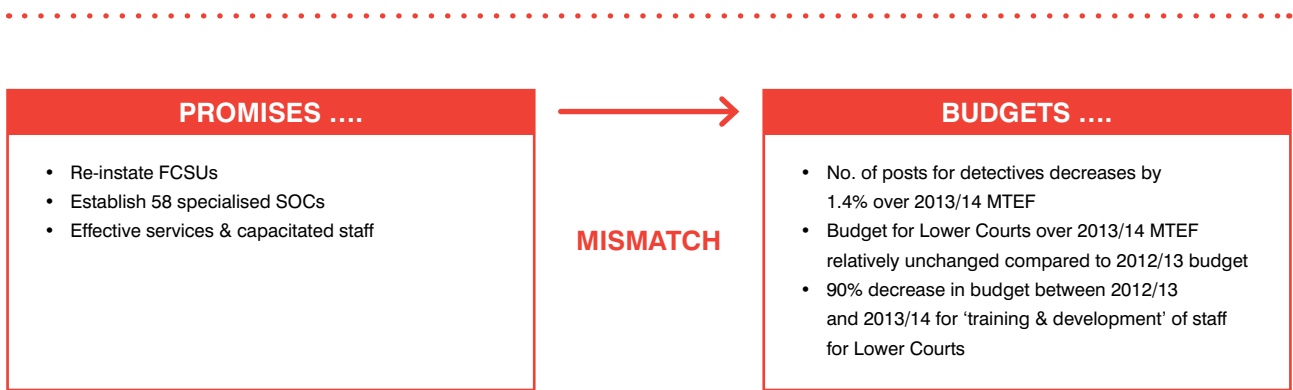 PROMISES ....
• Re-instate FCSUs
• Establish 58 specialised SOCs
• Effective services & capacitated staff
MISMATCH
BUDGETS ....
• No. of posts for detectives decreases by
1.4% over 2013/14 MTEF
• Budget for Lower Courts over 2013/14 MTEF
relatively unchanged compared to 2012/13 budget
• 90% decrease in budget between 2012/13
and 2013/14 for ‘training & development’ of staff
for Lower Courts